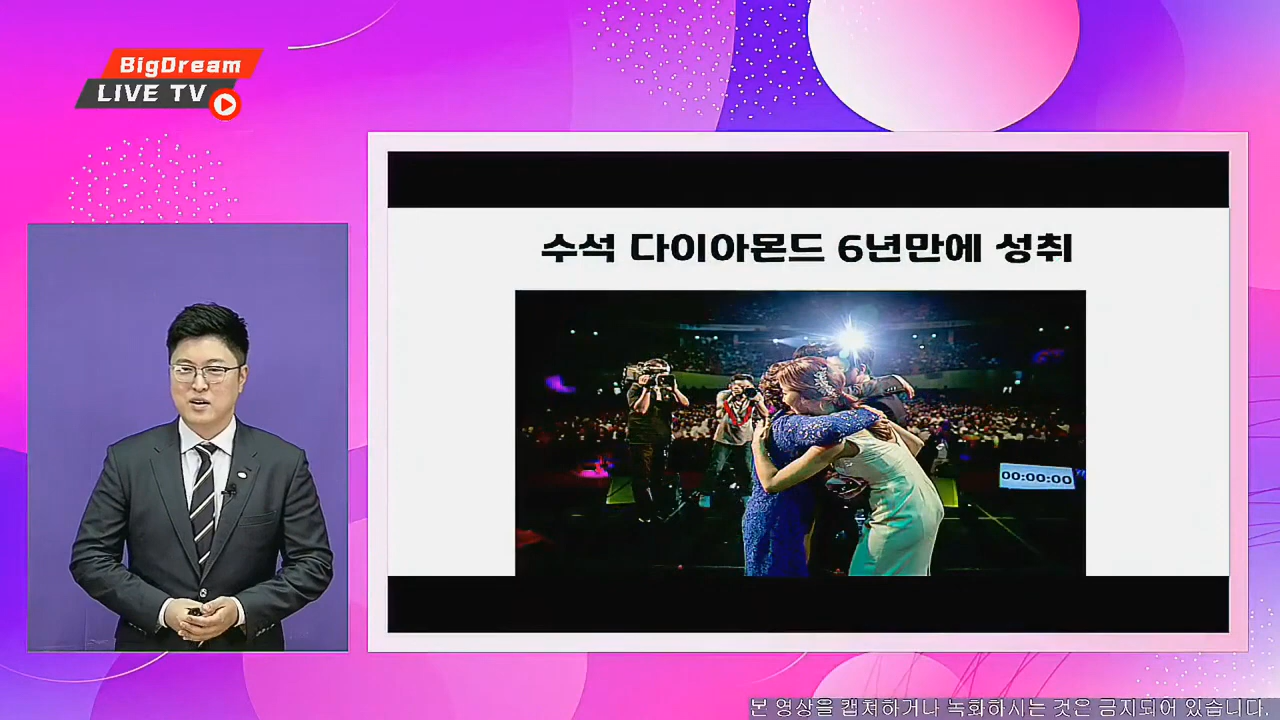 BigDream
LIVE TV
수석 다이아몬드 6년만에 성취
00:00:00
본 영상을 캡쳐하거나 녹화하시는 것은 금지되어 있습니다.